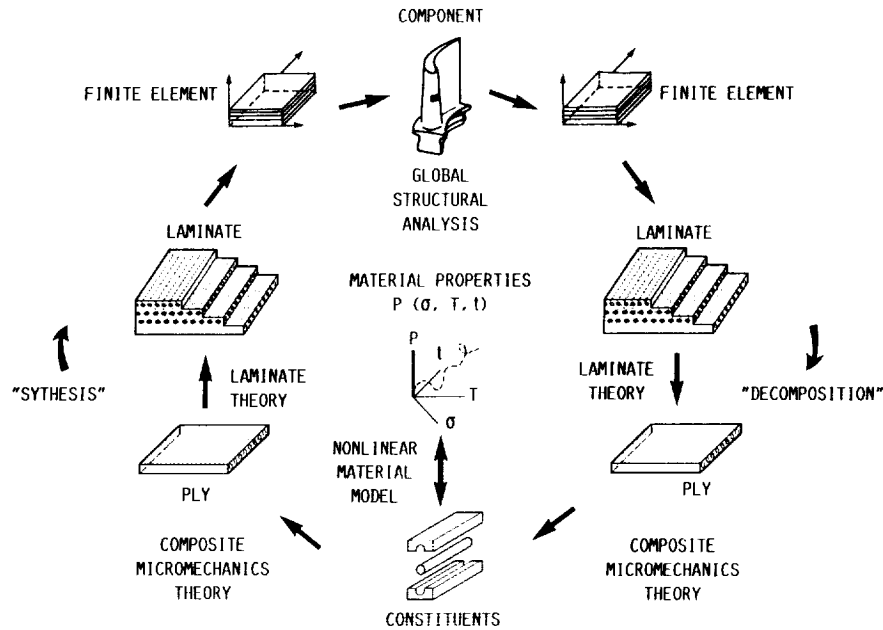 COMPONENT
FINITE ELEMENT
FINITE ELEMENT
GLOBAL
STRUCTURAL
ANALYSIS
LAMINATE
LAMINATE
MATERIAL PROPERTIES
P (σ, T, t)
P
t
T
σ
LAMINATE
THEORY
LAMINATE
THEORY
"SYTHESIS"
"DECOMPOSITION"
NONLINEAR
MATERIAL
MODEL
PLY
PLY
COMPOSITE
MICROMECHANICS
THEORY
COMPOSITE
MICROMECHANICS
THEORY
CONSTITUENTS